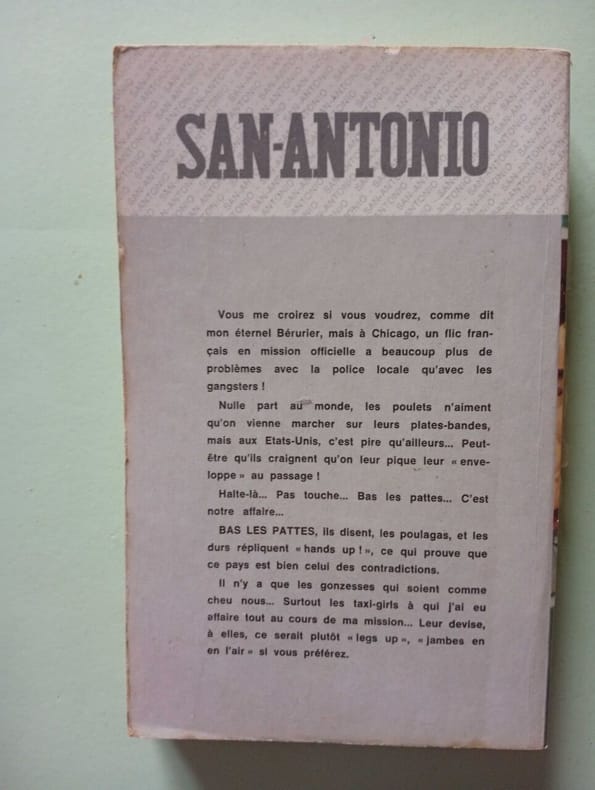 SAN-ANTONIO
Vous me croirez si vous voudrez, comme dit
mon éternel Bérurier, mais à Chicago, un flic fran-
çais en mission officielle a beaucoup plus de
problèmes avec la police locale qu'avec les
gangsters !
Nulle part au monde, les poulets n'aiment
qu'on vienne marcher sur leurs plates-bandes,
mais aux Etats-Unis, c'est pire qu'ailleurs... Peut-
être qu'ils craignent qu'on leur pique leur « enve-
loppe » au passage !
Halte-là... Pas touche... Bas les pattes... C'est
notre affaire...
BAS LES PATTES, ils disent, les poulagas, et les
durs répliquent « hands up ! », ce qui prouve que
ce pays est bien celui des contradictions.
Il n'y a que les gonzesses qui soient comme
cheu nous... Surtout les taxi-girls à qui j'ai eu
affaire tout au cours de ma mission... Leur devise,
à elles, ce serait plutôt « legs up », « jambes en
en l'air » si vous préférez.